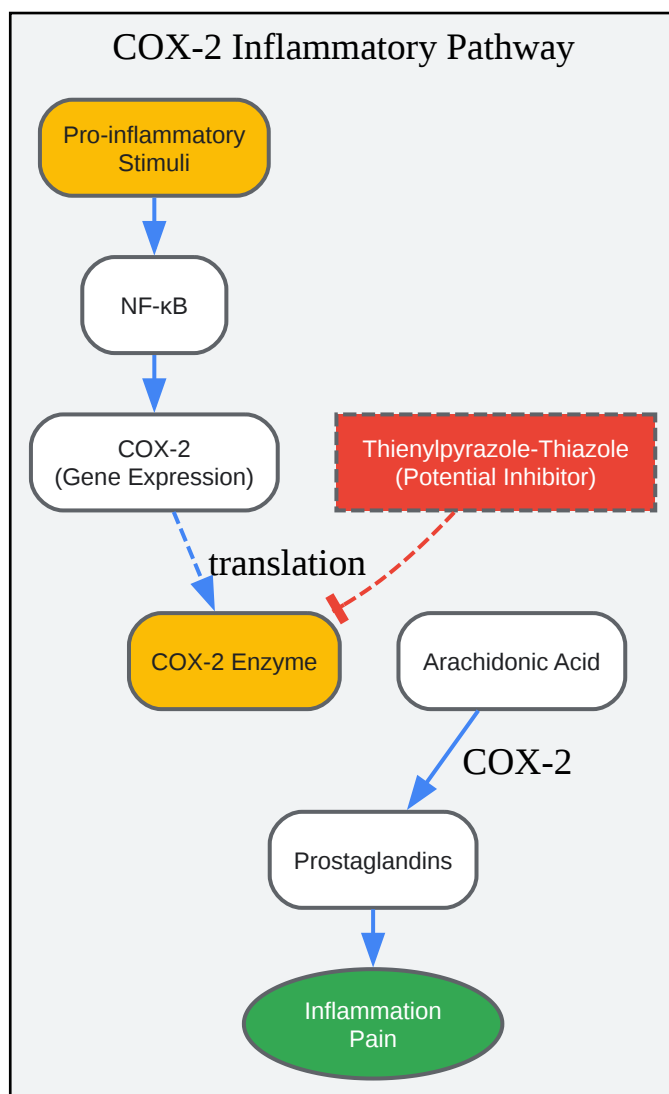 COX-2 Inflammatory Pathway
Pro-inflammatory
Stimuli
NF-κB
COX-2
(Gene Expression)
Thienylpyrazole-Thiazole
(Potential Inhibitor)
translation
COX-2 Enzyme
Arachidonic Acid
COX-2
Prostaglandins
Inflammation
Pain